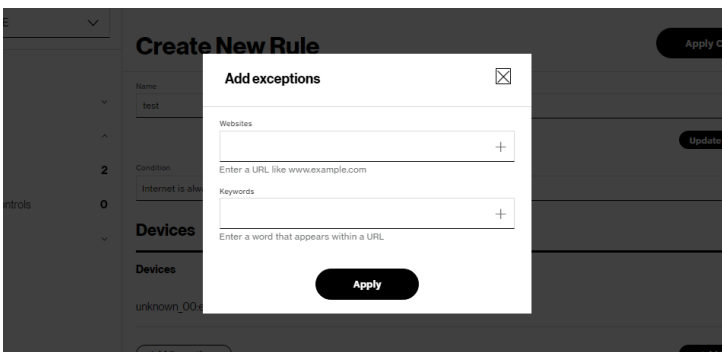 Create New Rule
Apply C
Add exceptions
Name
test
Websites
Update
2
Condition
Enter a URL like www.example.com
Internet is alw
Keywords
ontrols
0
Devices
Enter a word that appears within a URL
Devices
Apply
unknown_00:e